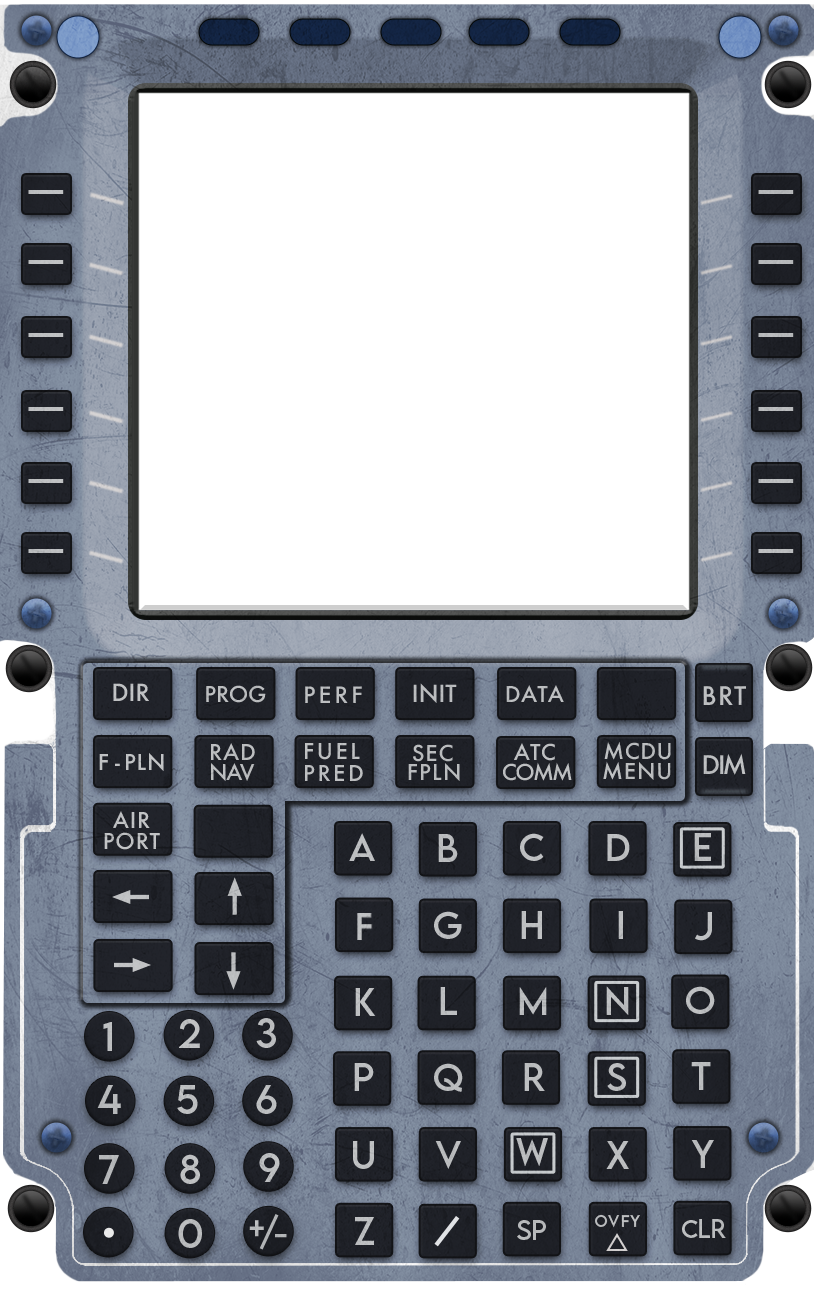 DIR
PROG
PERF
INIT
DATA
BRT
F-PLN
RAD
NAV
FUEL
PRED
SEC
FPLN
ATC
COMM
MCDU
MENU
DIM
AIR
PORT
←
↑
→
↓
A B C D E
F G H I J
K L M N O
P Q R S T
U V W X Y
Z / SP OVFY △ CLR
1 2 3
4 5 6
7 8 9
• 0 +/-